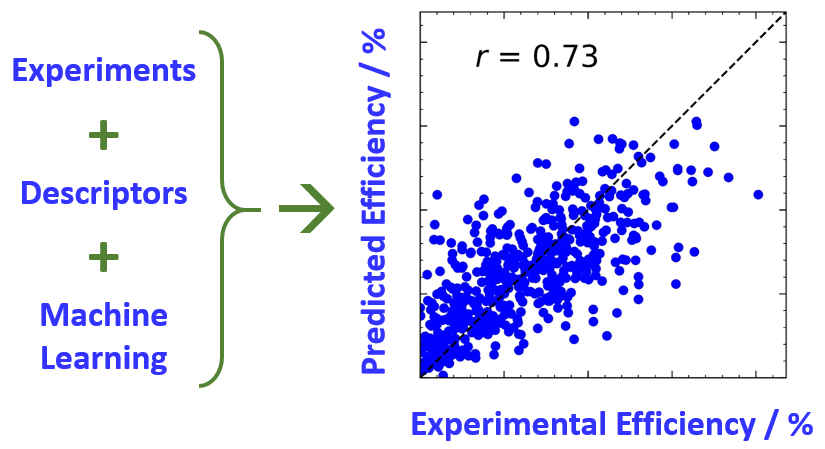 Experiments
+
Descriptors
+
Machine
Learning
Predicted Efficiency / %
r = 0.73
Experimental Efficiency / %